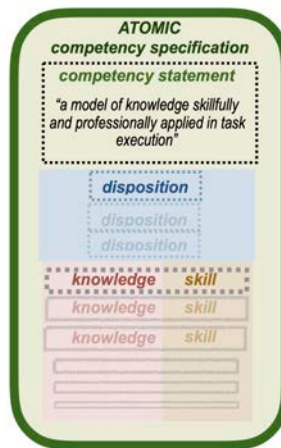 ATOMIC
competency specification
competency statement
“a model of knowledge skillfully
and professionally applied in task
execution”
disposition
disposition
disposition
knowledge skill
knowledge skill
knowledge skill